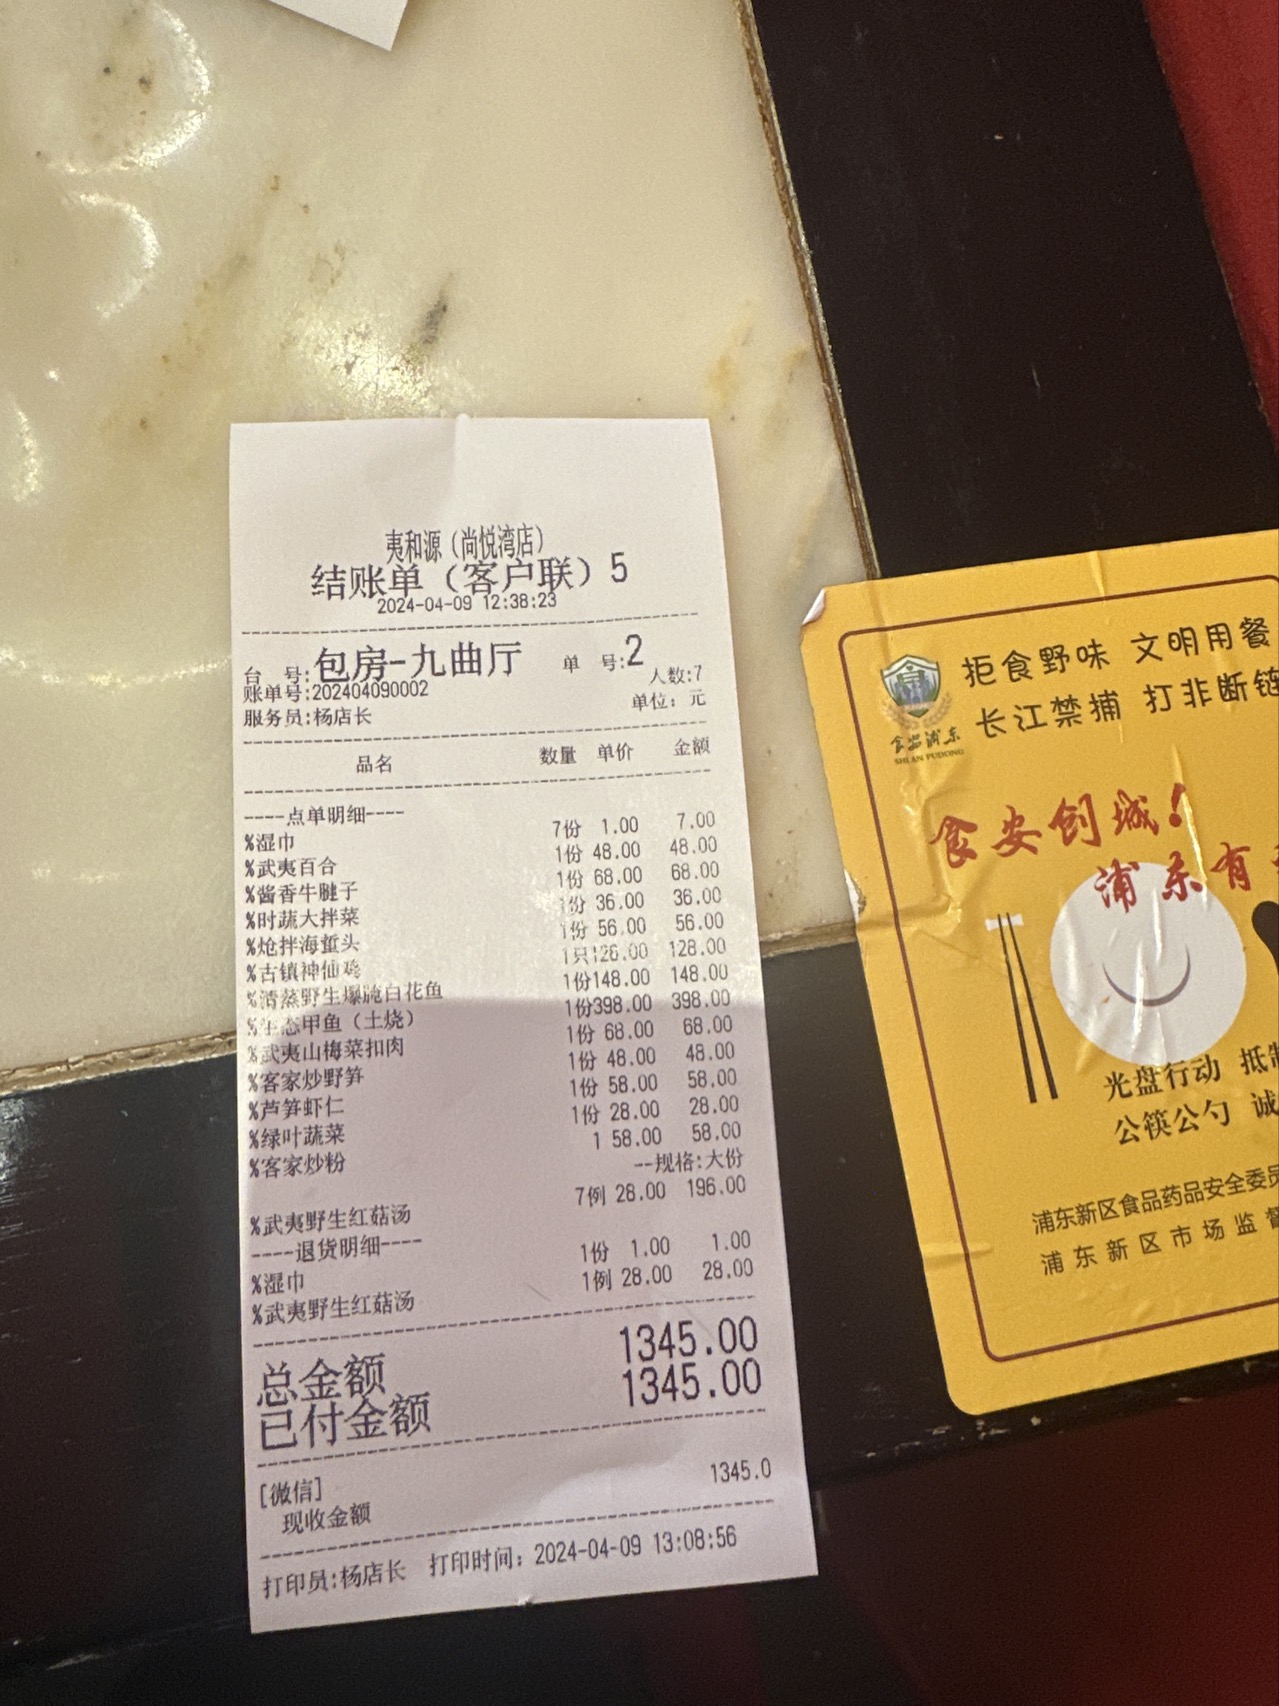 夷和源（尚悦湾店）
结账单（客户联）5
2024-04-09 12:38:23
台 号:包房-九曲厅 单 号:2
账单号:202404090002 人数:7
服务员:杨店长 单位：元
品名 数量 单价 金额
----点单明细----
%湿巾 7份 1.00 7.00
%武夷百合 1份 48.00 48.00
%酱香牛腱子 1份 68.00 68.00
%时蔬大拌菜 1份 36.00 36.00
%炝拌海蜇头 1份 56.00 56.00
%古镇神仙鸡 1只128.00 128.00
%清蒸野生爆腌白花鱼 1份148.00 148.00
%生态甲鱼（土烧） 1份398.00 398.00
%武夷山梅菜扣肉 1份 68.00 68.00
%客家炒野笋 1份 48.00 48.00
%芦笋虾仁 1份 58.00 58.00
%绿叶蔬菜 1份 28.00 28.00
%客家炒粉 1 58.00 58.00
--规格:大份
%武夷野生红菇汤 7例 28.00 196.00
----退货明细----
%湿巾 1份 1.00 1.00
%武夷野生红菇汤 1例 28.00 28.00
总金额 1345.00
已付金额 1345.00
[微信]
现收金额 1345.0
打印员:杨店长 打印时间：2024-04-09 13:08:56
拒食野味 文明用餐
长江禁捕 打非断链
食安浦东
SHI AN PUDONG
食安创城！
浦东有
光盘行动 抵制
公筷公勺 诚
浦东新区食品药品安全委员
浦东新区市场监督